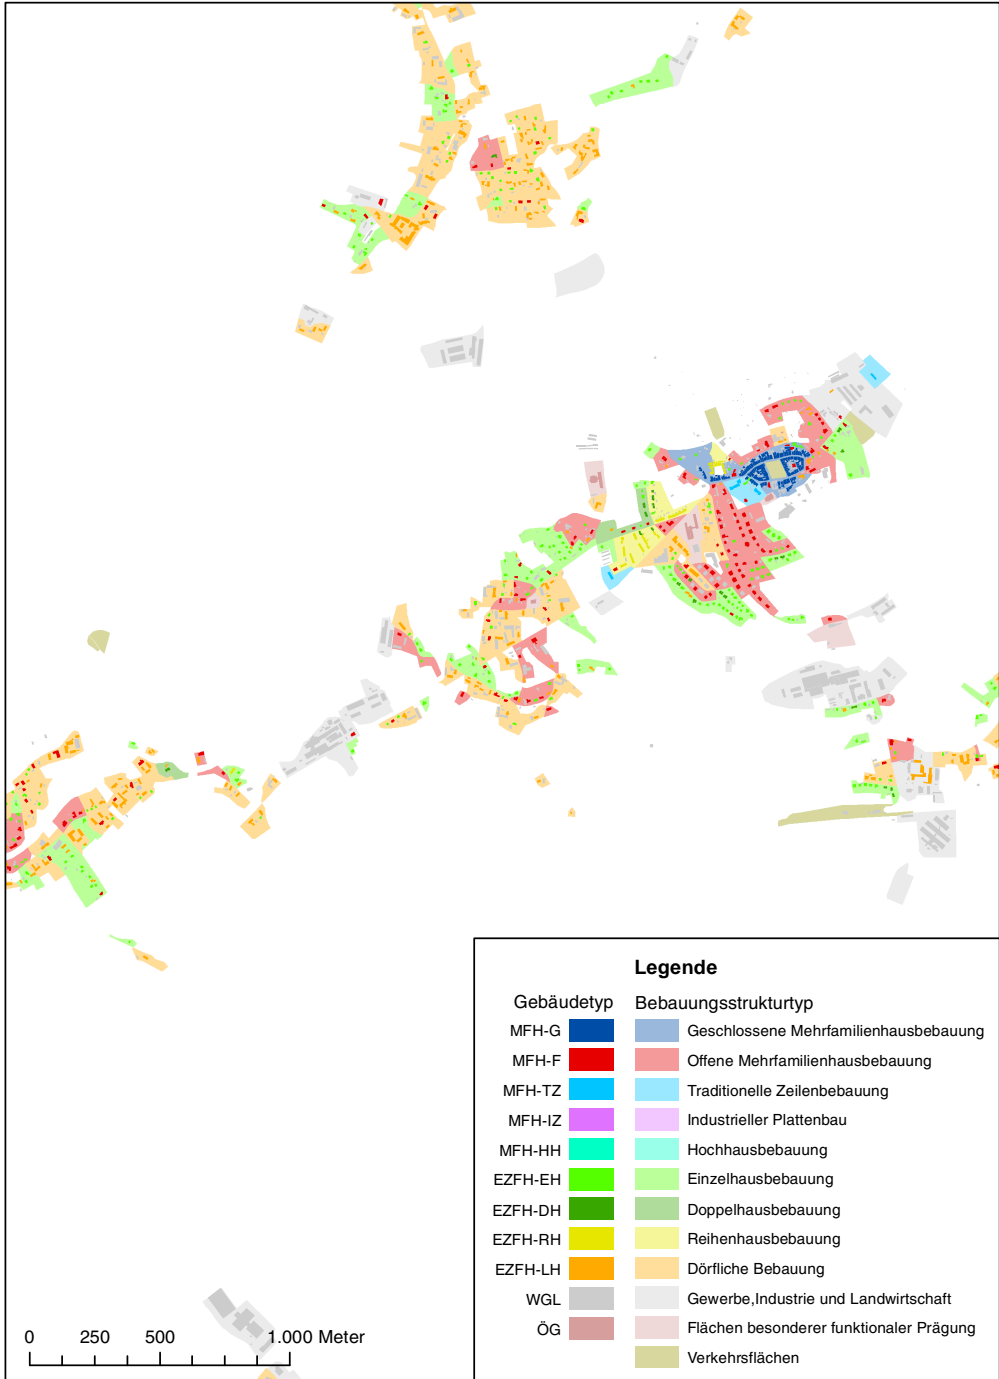 Legende
Gebäudetyp Bebauungsstrukturtyp
MFH-G Geschlossene Mehrfamilienhausbebauung
MFH-F Offene Mehrfamilienhausbebauung
MFH-TZ Traditionelle Zeilenbebauung
MFH-IZ Industrieller Plattenbau
MFH-HH Hochhausbebauung
EZFH-EH Einzelhausbebauung
EZFH-DH Doppelhausbebauung
EZFH-RH Reihenhausbebauung
EZFH-LH Dörfliche Bebauung
WGL Gewerbe,Industrie und Landwirtschaft
ÖG Flächen besonderer funktionaler Prägung
Verkehrsflächen
0 250 500 1.000 Meter